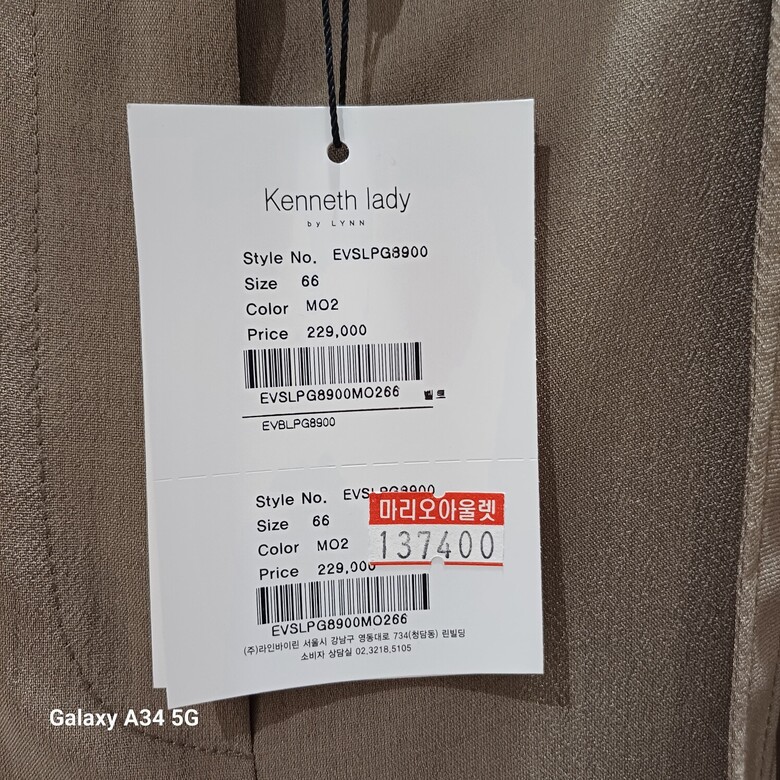 Kenneth lady
by LYNN
Style No. EVSLPG8900
Size 66
Color MO2
Price 229,000
EVSLPG8900MO266 벨트
EVBLPG8900
Style No. EVSLPG8900
Size 66
Color MO2
Price 229,000
마리오아울렛
137400
EVSLPG8900MO266
(주)라인바이린 서울시 강남구 영동대로 734(청담동) 린빌딩
소비자 상담실 02,3218,5105
Galaxy A34 5G